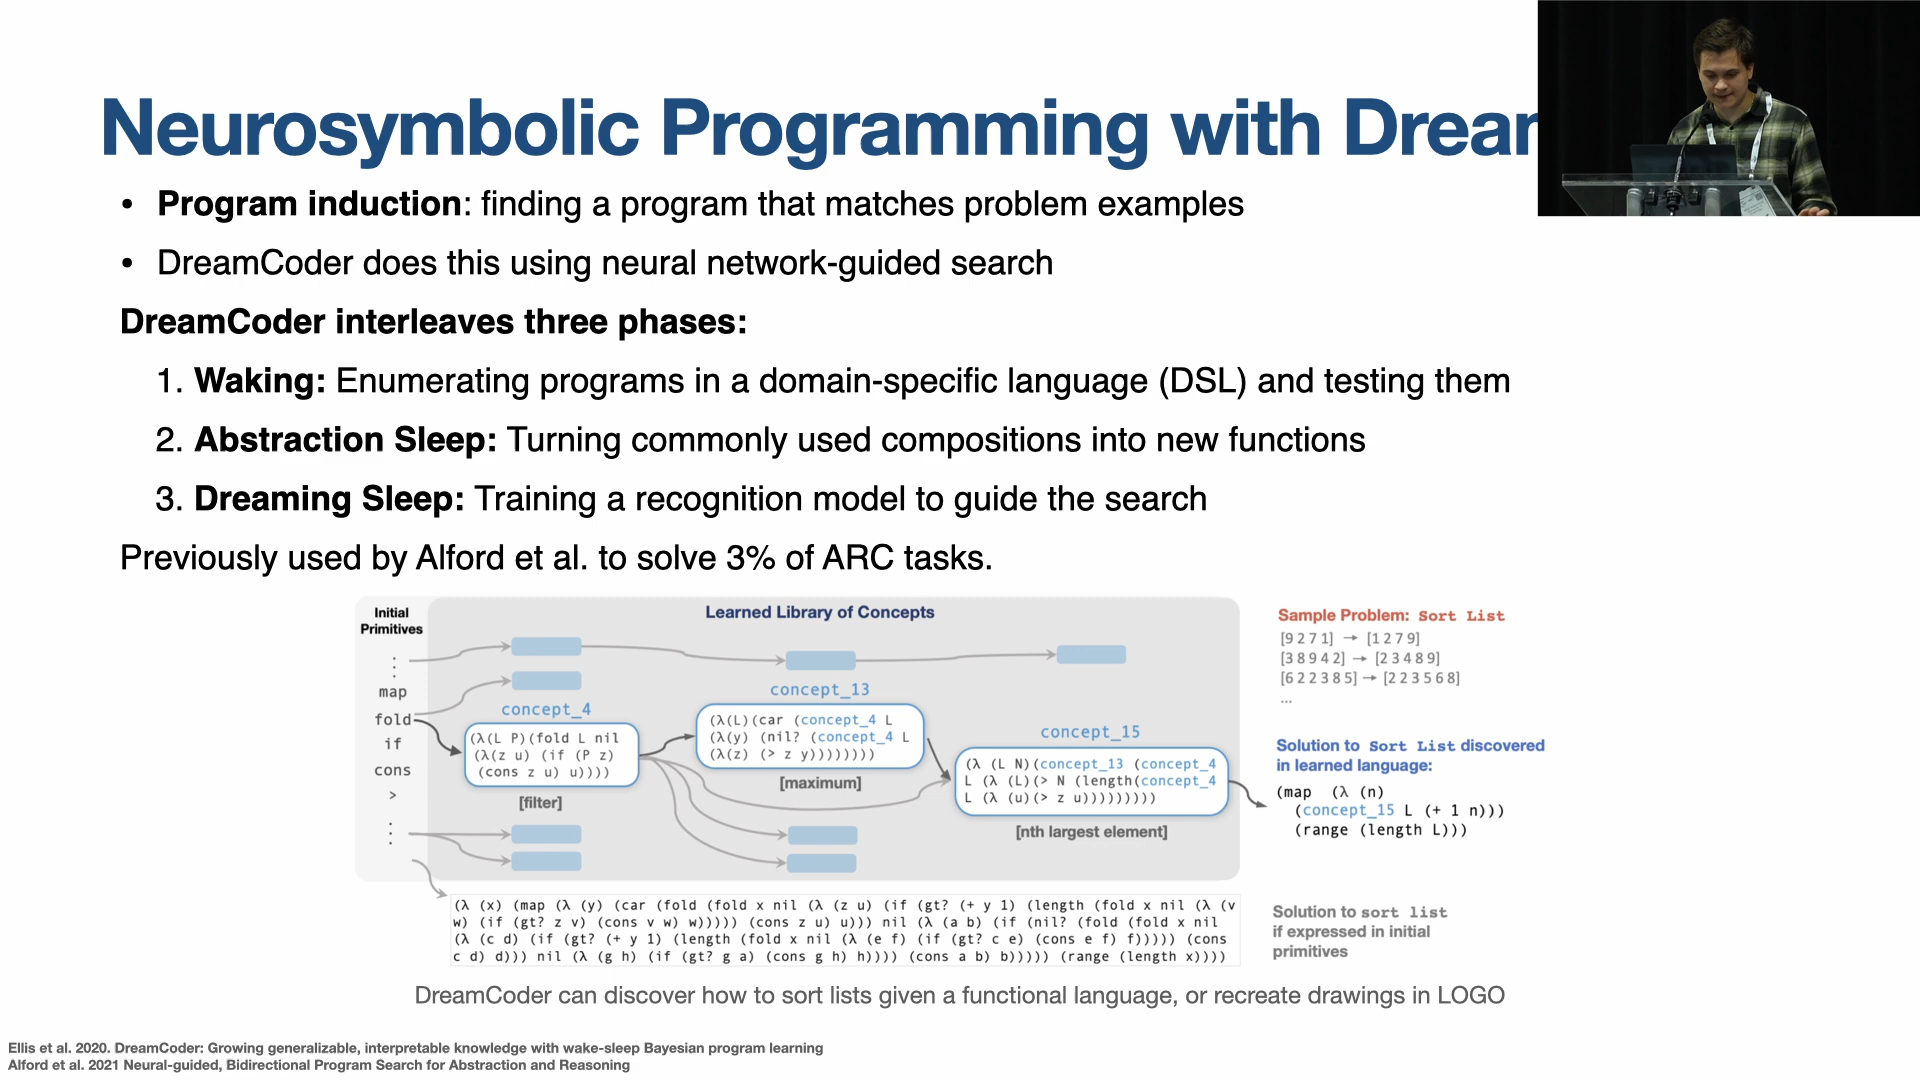 Neurosymbolic Programming with Drea
• Program induction: finding a program that matches problem examples
• DreamCoder does this using neural network-guided search
DreamCoder interleaves three phases:
1. Waking: Enumerating programs in a domain-specific language (DSL) and testing them
2. Abstraction Sleep: Turning commonly used compositions into new functions
3. Dreaming Sleep: Training a recognition model to guide the search
Previously used by Alford et al. to solve 3% of ARC tasks.
Initial
Primitives
map
fold
if
cons
>
Learned Library of Concepts
concept_4
(λ(L P)(fold L nil
(λ(z u) (if (P z)
(cons z u) u))))
[filter]
concept_13
(λ(L)(car (concept_4 L
(λ(y) (nil? (concept_4 L
(λ(z) (> z y))))))))
[maximum]
concept_15
(λ (L N)(concept_13 (concept_4
L (λ (L)(> N (length(concept_4
L (λ (u)(> z u)))))))))
[nth largest element]
Sample Problem: Sort List
[9 2 7 1] → [1 2 7 9]
[3 8 9 4 2] → [2 3 4 8 9]
[6 2 2 3 8 5] → [2 2 3 5 6 8]
...
Solution to Sort List discovered
in learned language:
(map (λ (n)
(concept_15 L (+ 1 n)))
(range (length L)))
(λ (x) (map (λ (y) (car (fold (fold x nil (λ (z u) (if (gt? (+ y 1) (length (fold x nil (λ (v
w) (if (gt? z v) (cons v w) w))))) (cons z u) u))) nil (λ (a b) (if (nil? (fold (fold x nil
(λ (c d) (if (gt? (+ y 1) (length (fold x nil (λ (e f) (if (gt? c e) (cons e f) f))))) (cons
c d) d))) nil (λ (g h) (if (gt? g a) (cons g h) h)))) (cons a b) b))))) (range (length x))))
Solution to sort list
if expressed in initial
primitives
DreamCoder can discover how to sort lists given a functional language, or recreate drawings in LOGO
Ellis et al. 2020. DreamCoder: Growing generalizable, interpretable knowledge with wake-sleep Bayesian program learning
Alford et al. 2021 Neural-guided, Bidirectional Program Search for Abstraction and Reasoning